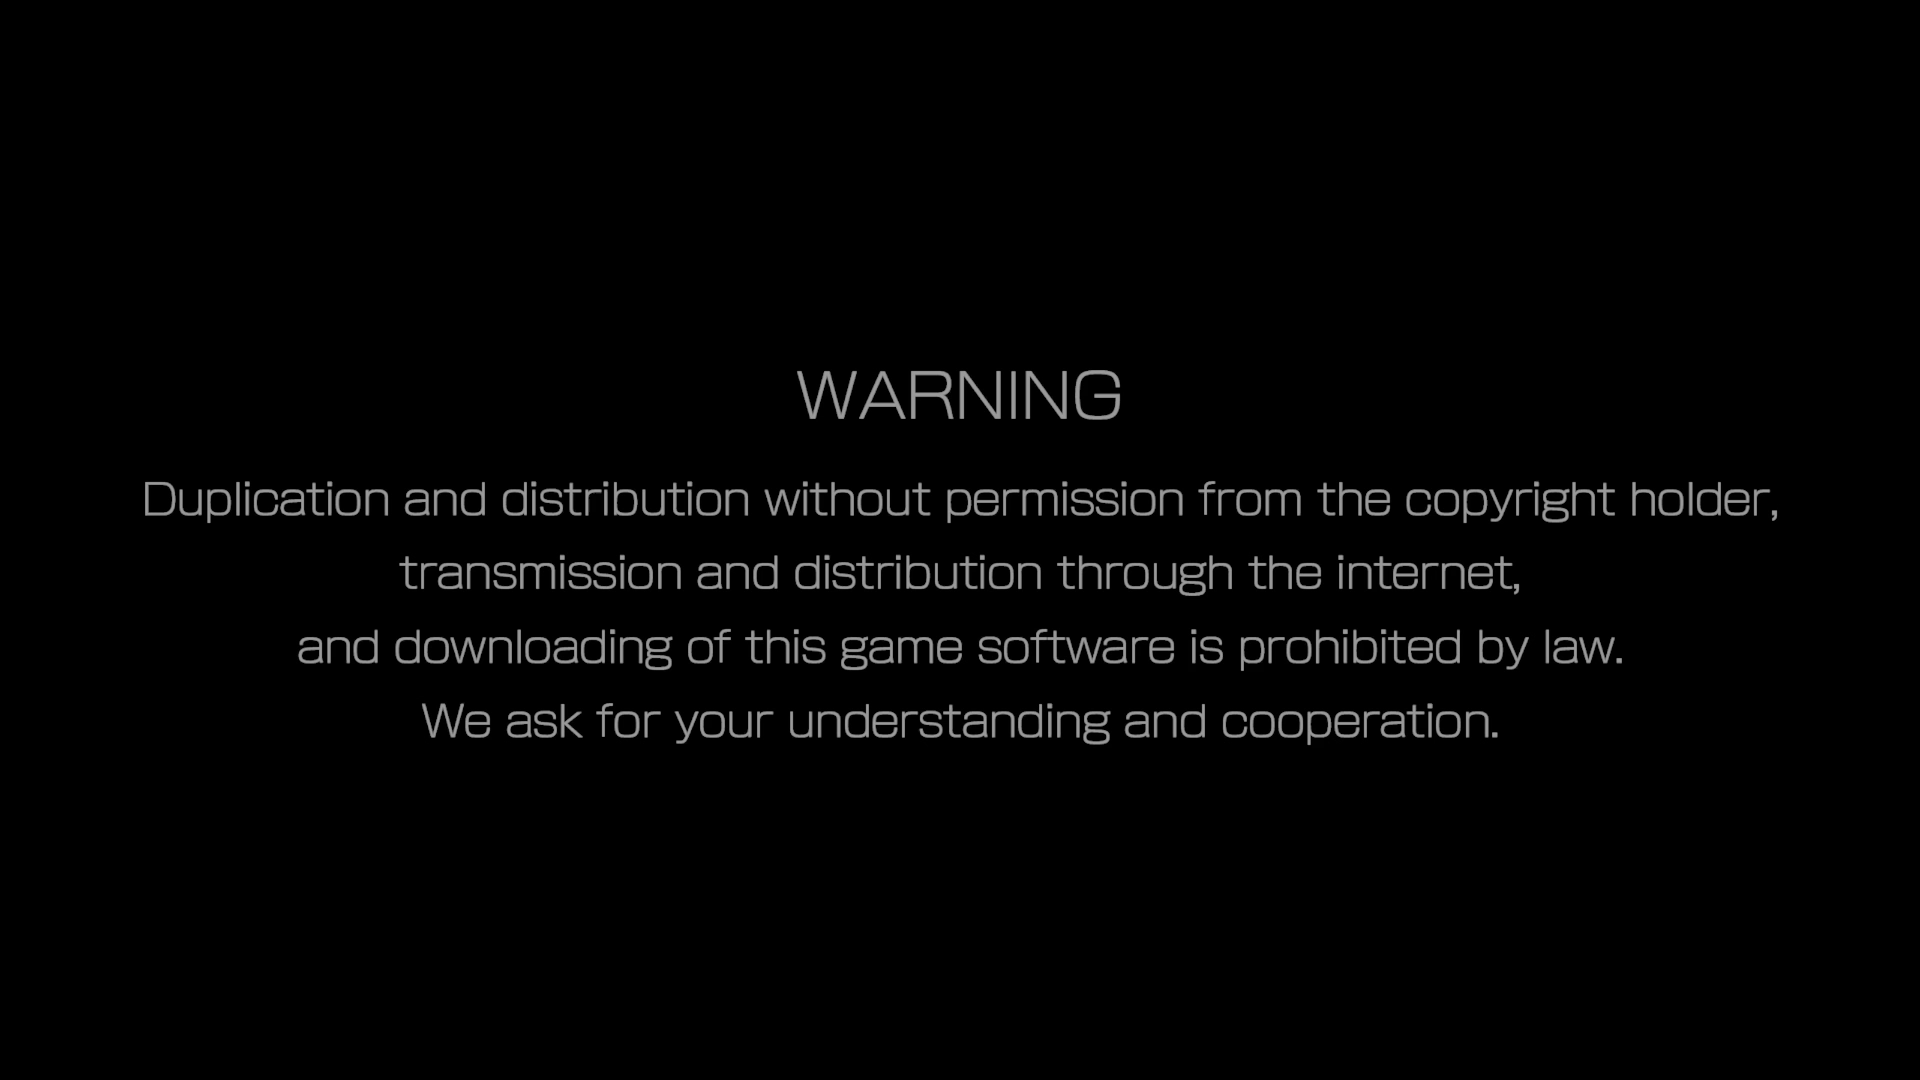 WARNING
Duplication and distribution without permission from the copyright holder,
transmission and distribution through the internet,
and downloading of this game software is prohibited by law.
We ask for your understanding and cooperation.